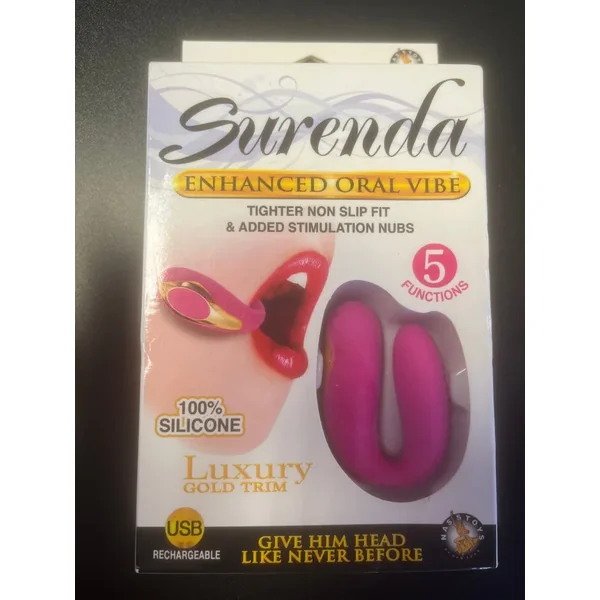 Surenda
ENHANCED ORAL VIBE
TIGHTER NON SLIP FIT
& ADDED STIMULATION NUBS
5
FUNCTIONS
100%
SILICONE
Luxury
GOLD TRIM
USB
RECHARGEABLE
GIVE HIM HEAD
LIKE NEVER BEFORE
NASSTOYS